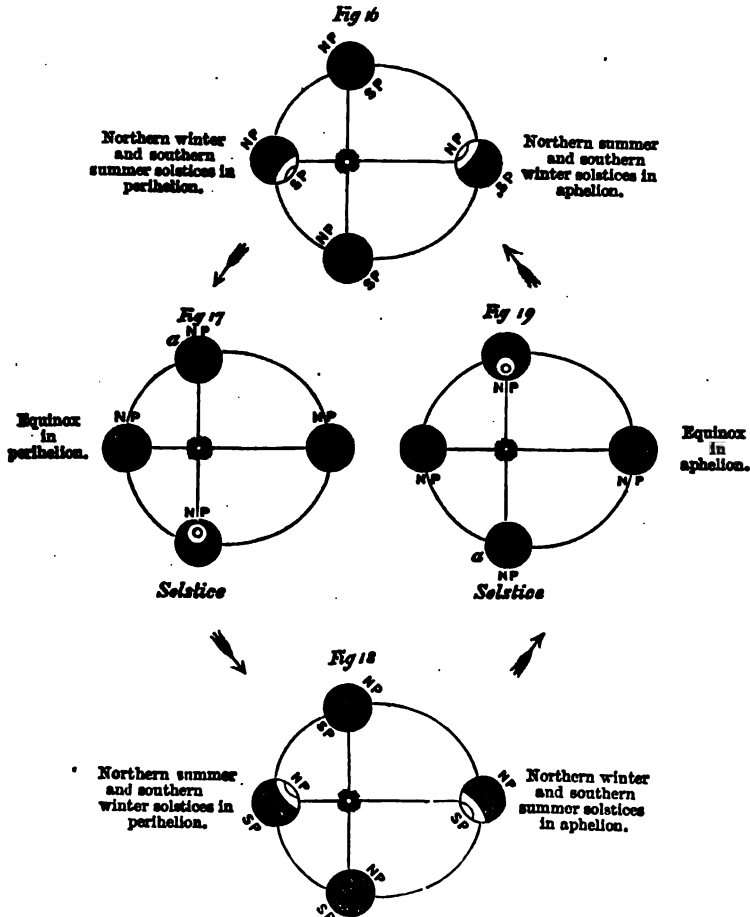 Fig 16
NP
SP
Northern winter
and southern
summer solstices in
perihelion.
NP
SP
NP
SP
Northern summer
and southern
winter solstices in
aphelion.
NP
SP
Fig 17
a NP
Equinox
in
perihelion.
NP
NP
NP
Solstice
Fig 19
NP
NP
NP
Equinox
in
aphelion.
a
NP
Solstice
Fig 18
NP
SP
Northern summer
and southern
winter solstices in
perihelion.
NP
SP
NP
SP
Northern winter
and southern
summer solstices
in aphelion.
NP
SP